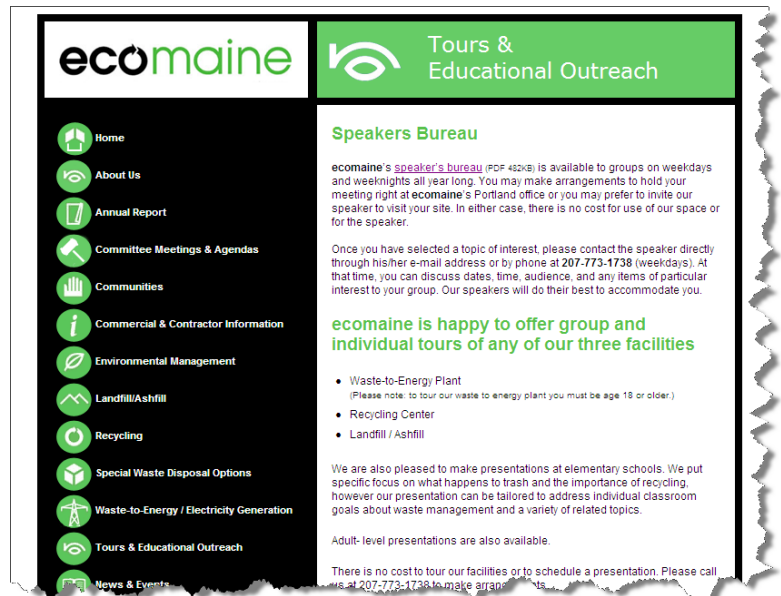 ecomaine
Tours &
Educational Outreach
Home
About Us
Annual Report
Committee Meetings & Agendas
Communities
Commercial & Contractor Information
Environmental Management
Landfill/Ashfill
Recycling
Special Waste Disposal Options
Waste-to-Energy / Electricity Generation
Tours & Educational Outreach
News & Events
Speakers Bureau
ecomaine's speaker's bureau (PDF 482KB) is available to groups on weekdays
and weeknights all year long. You may make arrangements to hold your
meeting right at ecomaine's Portland office or you may prefer to invite our
speaker to visit your site. In either case, there is no cost for use of our space or
for the speaker.
Once you have selected a topic of interest, please contact the speaker directly
through his/her e-mail address or by phone at 207-773-1738 (weekdays). At
that time, you can discuss dates, time, audience, and any items of particular
interest to your group. Our speakers will do their best to accommodate you.
ecomaine is happy to offer group and
individual tours of any of our three facilities
Waste-to-Energy Plant
(Please note: to tour our waste to energy plant you must be age 18 or older.)
Recycling Center
Landfill / Ashfill
We are also pleased to make presentations at elementary schools. We put
specific focus on what happens to trash and the importance of recycling,
however our presentation can be tailored to address individual classroom
goals about waste management and a variety of related topics.
Adult- level presentations are also available.
There is no cost to tour our facilities or to schedule a presentation. Please call
us at 207-773-1738 to make